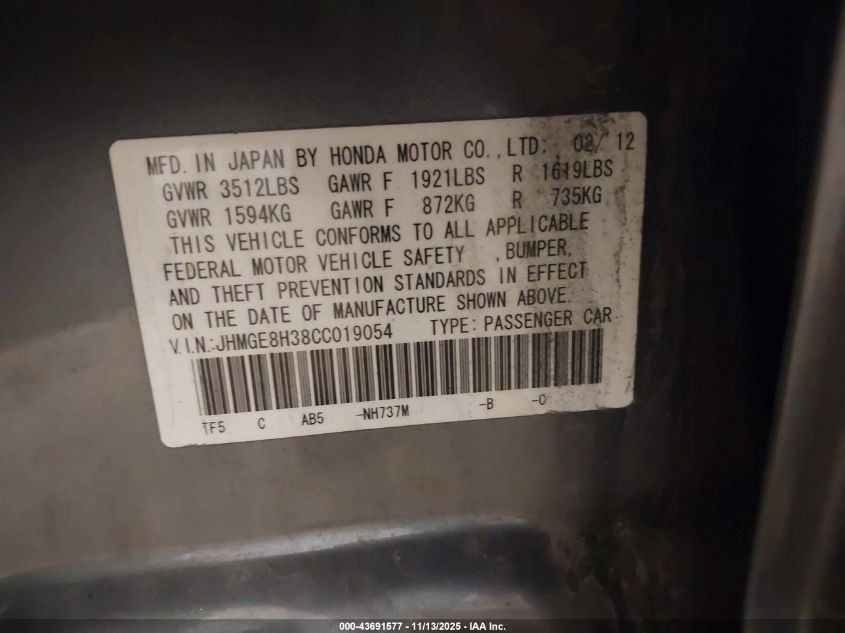 MFD. IN JAPAN BY HONDA MOTOR CO., LTD: 02/ 12
GVWR 3512LBS GAWR F 1921LBS R 1619LBS
GVWR 1594KG GAWR F 872KG R 735KG
THIS VEHICLE CONFORMS TO ALL APPLICABLE
FEDERAL MOTOR VEHICLE SAFETY , BUMPER,
AND THEFT PREVENTION STANDARDS IN EFFECT
ON THE DATE OF MANUFACTURE SHOWN ABOVE.
V.I.N.:JHMGE8H38CC019054 TYPE: PASSENGER CAR
TF5 C AB5 -NH737M -B -C
000-43691577 — 11/13/2025 - IAA Inc.